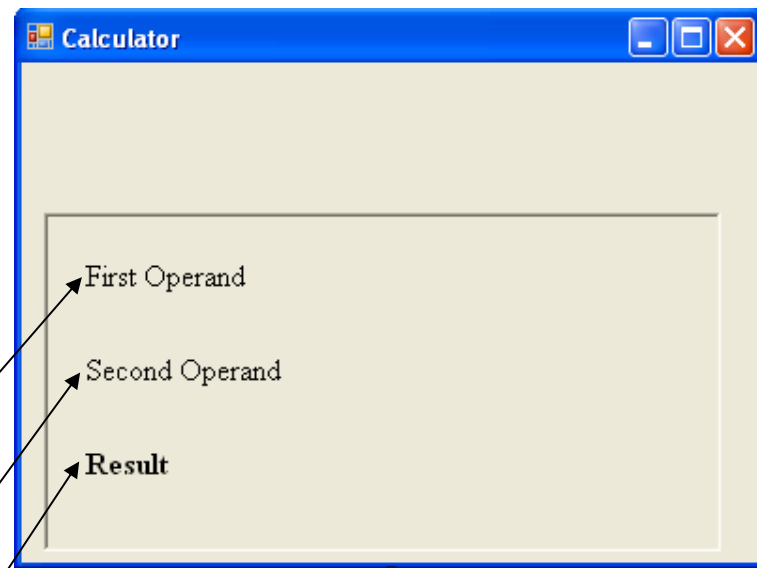 Calculator
First Operand
Second Operand
Result